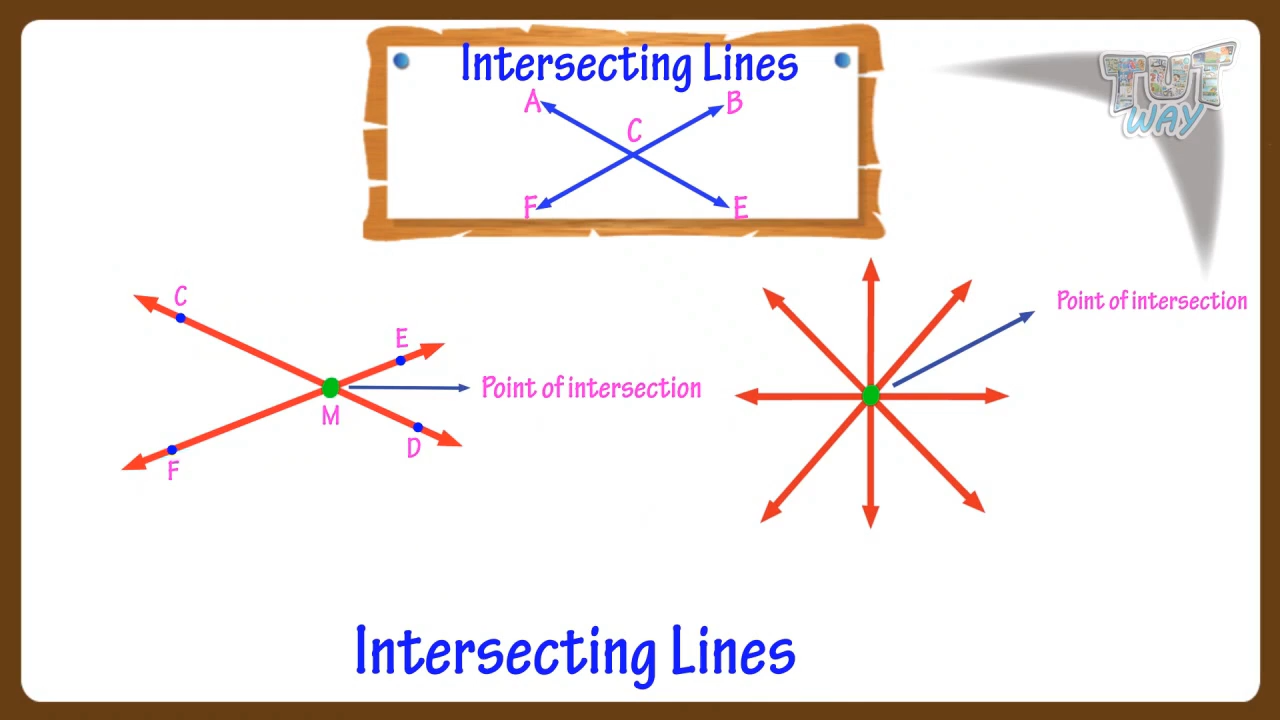 Intersecting Lines
TUT
WAY
A
B
C
F
E
Point of intersection
C
E
Point of intersection
M
D
F
Intersecting Lines